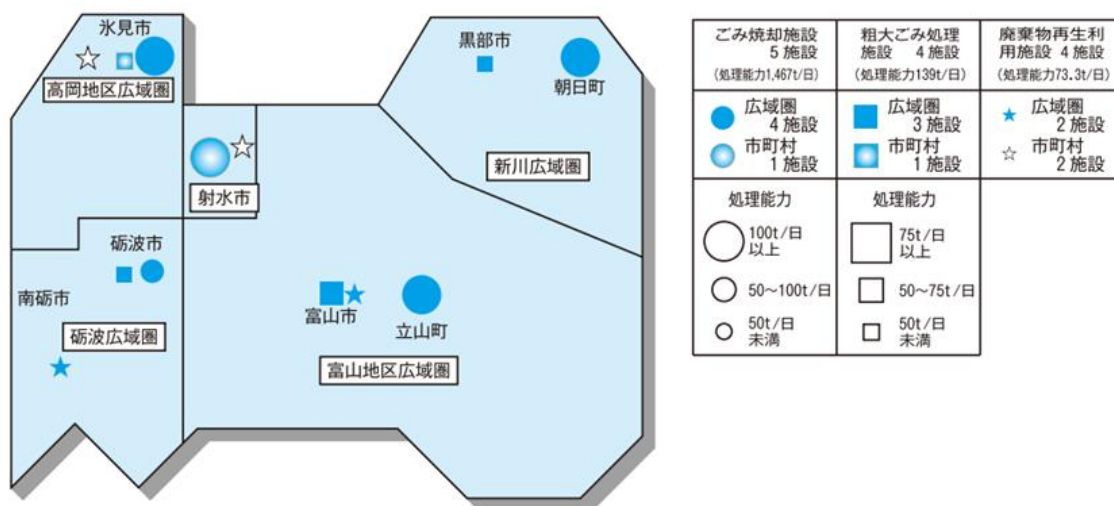 氷見市
高岡地区広域圏
射水市
砺波市
南砺市
砺波広域圏
黒部市
朝日町
新川広域圏
富山市
立山町
富山地区広域圏
ごみ焼却施設
5 施設
(処理能力1,467t/日)
粗大ごみ処理
施設 4 施設
(処理能力139t/日)
廃棄物再生利
用施設 4 施設
(処理能力73.3t/日)
広域圏
4 施設
市町村
1 施設
広域圏
3 施設
市町村
1 施設
広域圏
2 施設
市町村
2 施設
処理能力
100t/日
以上
50〜100t/日
50t/日
未満
処理能力
75t/日
以上
50〜75t/日
50t/日
未満